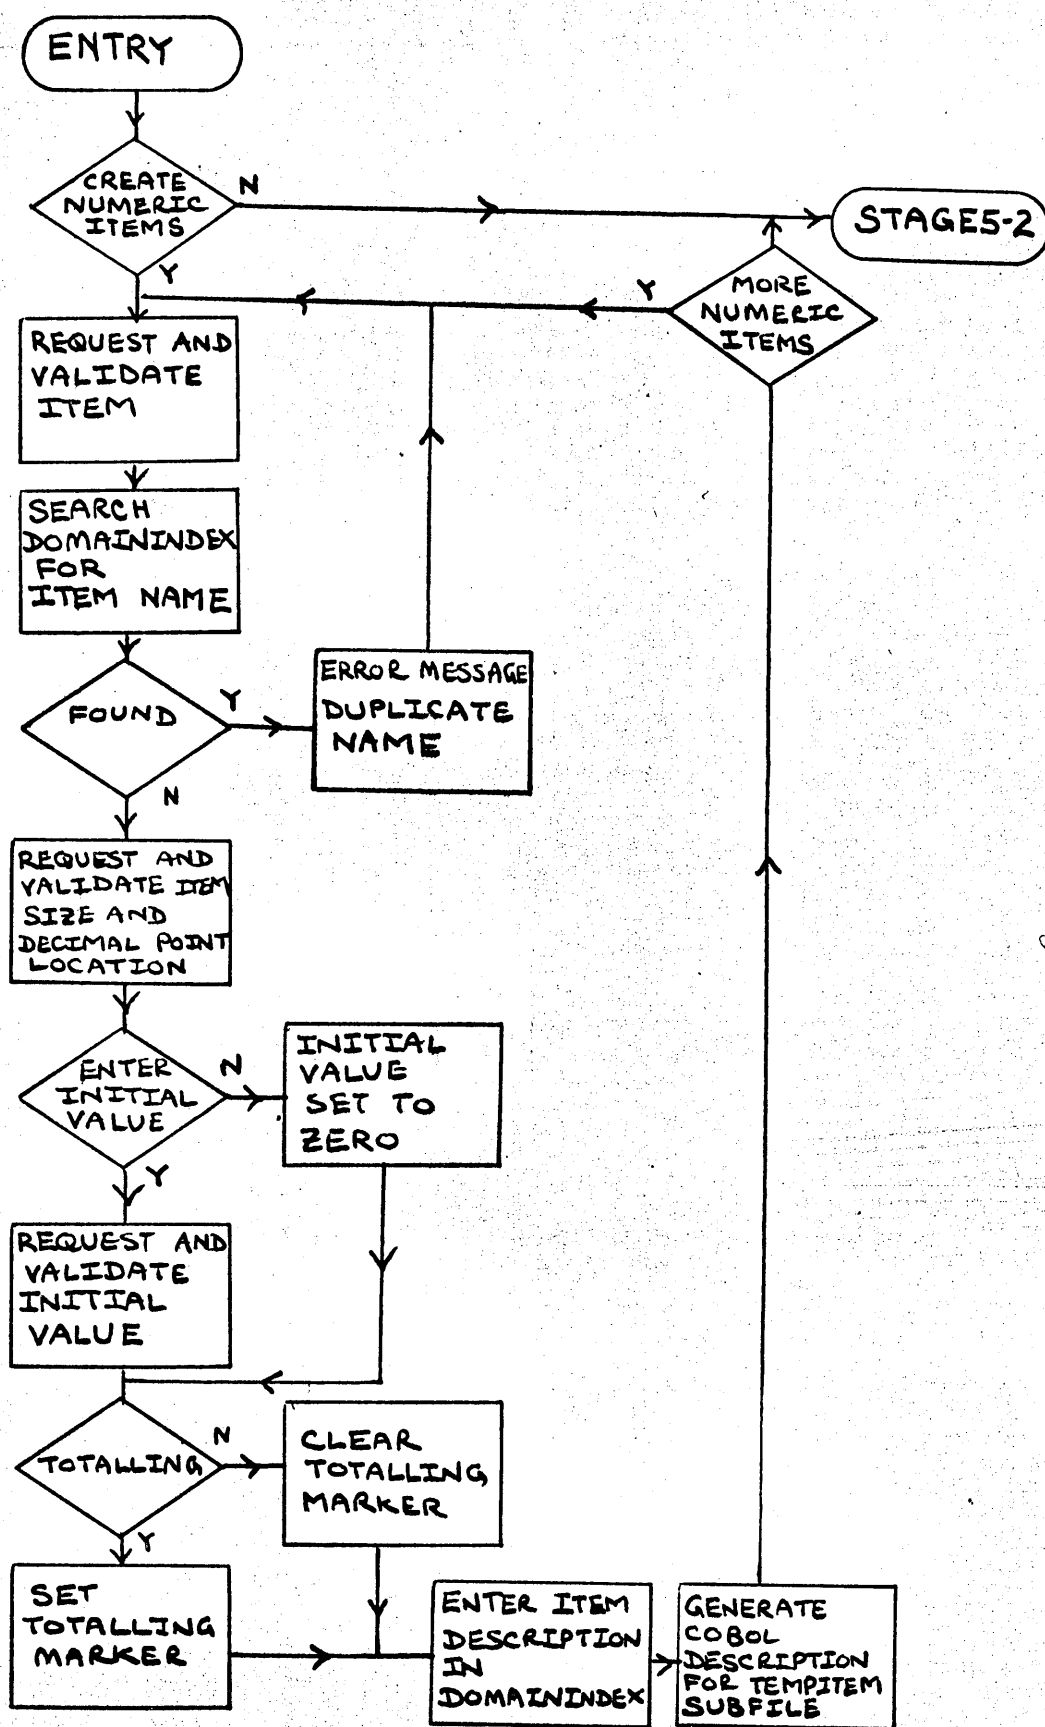 ENTRY
CREATE
NUMERIC
ITEMS
N
STAGE5-2
Y
MORE
NUMERIC
ITEMS
Y
REQUEST AND
VALIDATE
ITEM
SEARCH
DOMAININDEX
FOR
ITEM NAME
FOUND
Y
ERROR MESSAGE
DUPLICATE
NAME
N
REQUEST AND
VALIDATE ITEM
SIZE AND
DECIMAL POINT
LOCATION
ENTER
INITIAL
VALUE
N
INITIAL
VALUE
SET TO
ZERO
Y
REQUEST AND
VALIDATE
INITIAL
VALUE
TOTALLING
N
CLEAR
TOTALLING
MARKER
Y
SET
TOTALLING
MARKER
ENTER ITEM
DESCRIPTION
IN
DOMAININDEX
GENERATE
COBOL
DESCRIPTION
FOR TEMPITEM
SUBFILE